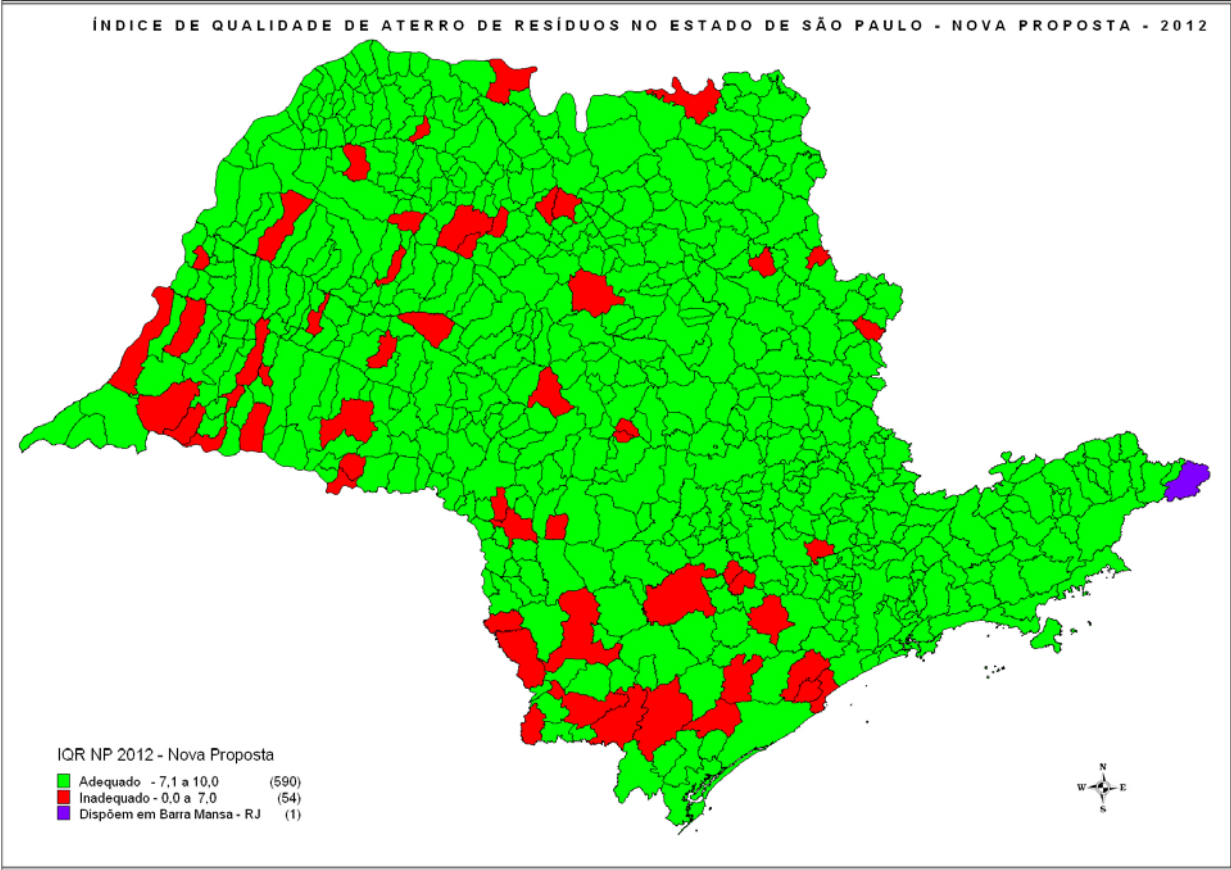 ÍNDICE DE QUALIDADE DE ATERRO DE RESÍDUOS NO ESTADO DE SÃO PAULO - NOVA PROPOSTA - 2012
IQR NP 2012 - Nova Proposta
Adequado - 7,1 a 10,0 (590)
Inadequado - 0,0 a 7,0 (54)
Dispõem em Barra Mansa - RJ (1)
N
W E
S